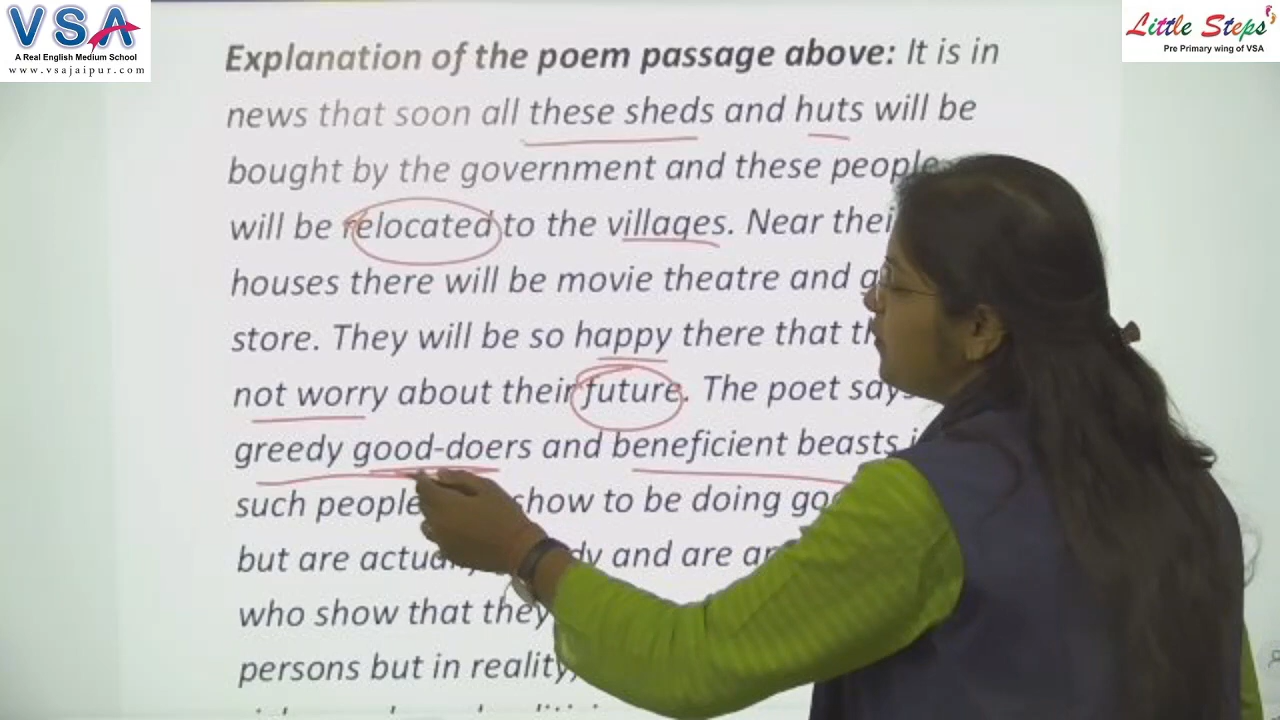 VSA
A Real English Medium School
www.vsajaipur.com
Little Steps
Pre Primary wing of VSA
Explanation of the poem passage above: It is in
news that soon all these sheds and huts will be
bought by the government and these people
will be relocated to the villages. Near their
houses there will be movie theatre and
store. They will be so happy there that
not worry about their future. The poet says
greedy good-doers and beneficient beasts
such people show to be doing
but are and are
who show that they
persons but in reality,